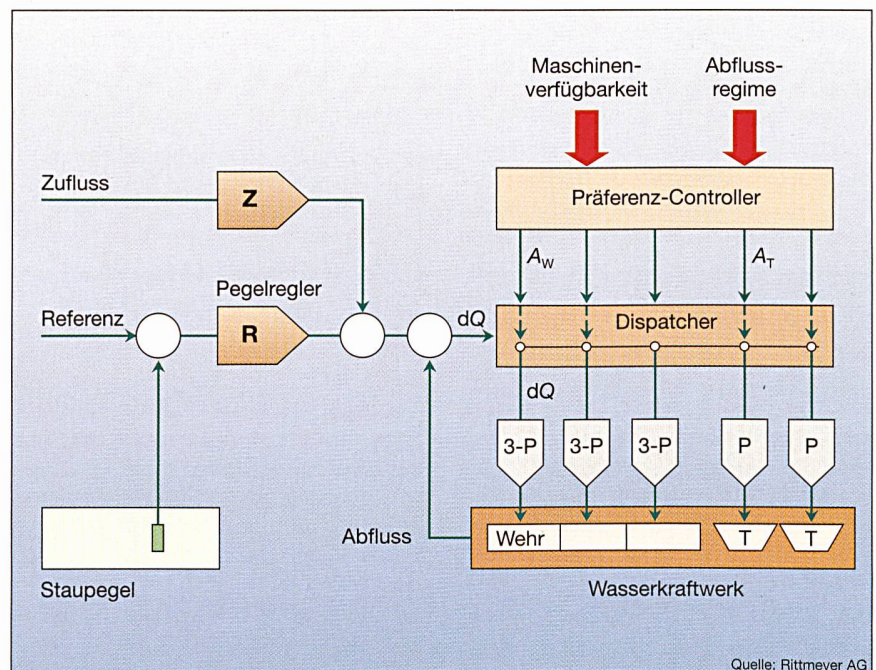 Maschinen-
verfügbarkeit
Abfluss-
regime
Zufluss
Z
Präferenz-Controller
A_W
A_T
Pegelregler
Referenz
R
dQ
Dispatcher
dQ
3-P
3-P
3-P
P
P
Abfluss
Wehr
T
T
Staupegel
Wasserkraftwerk
Quelle: Rittmeyer AG